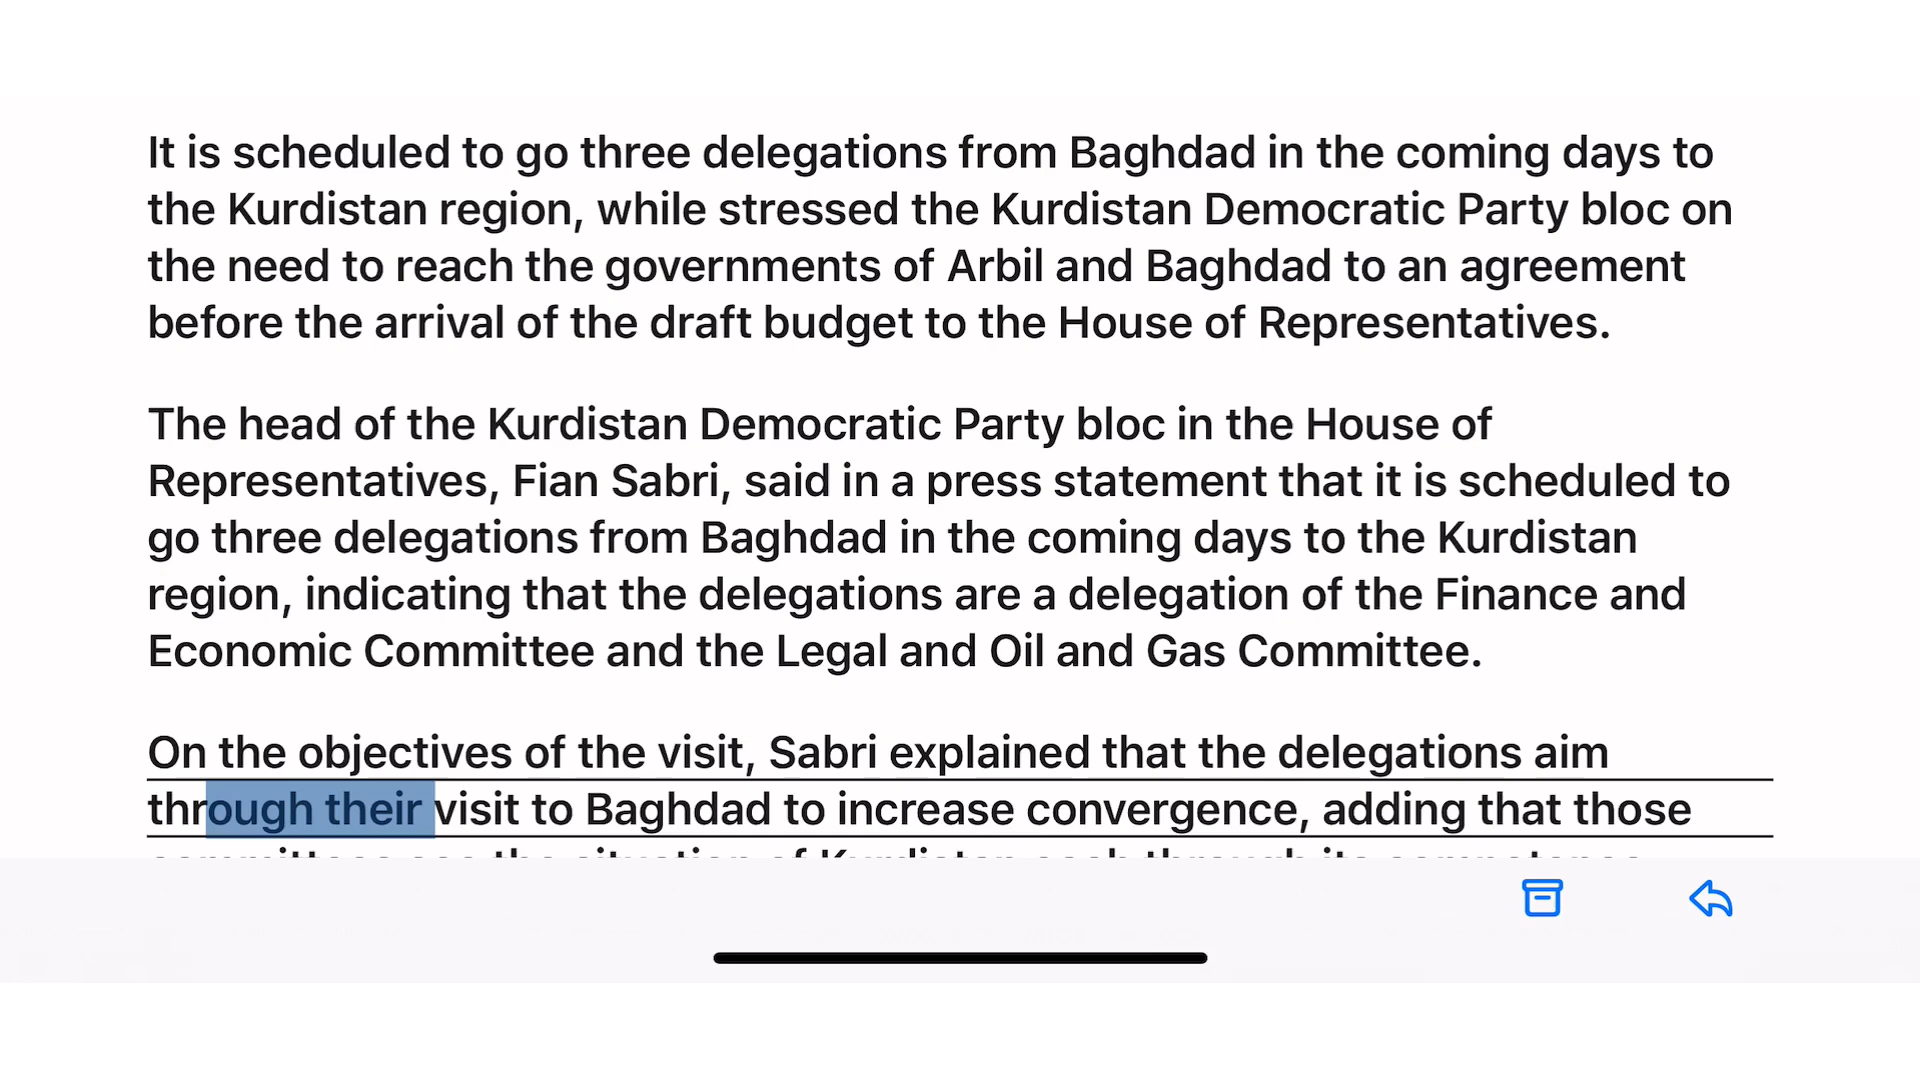 It is scheduled to go three delegations from Baghdad in the coming days to
the Kurdistan region, while stressed the Kurdistan Democratic Party bloc on
the need to reach the governments of Arbil and Baghdad to an agreement
before the arrival of the draft budget to the House of Representatives.
The head of the Kurdistan Democratic Party bloc in the House of
Representatives, Fian Sabri, said in a press statement that it is scheduled to
go three delegations from Baghdad in the coming days to the Kurdistan
region, indicating that the delegations are a delegation of the Finance and
Economic Committee and the Legal and Oil and Gas Committee.
On the objectives of the visit, Sabri explained that the delegations aim
through their visit to Baghdad to increase convergence, adding that those